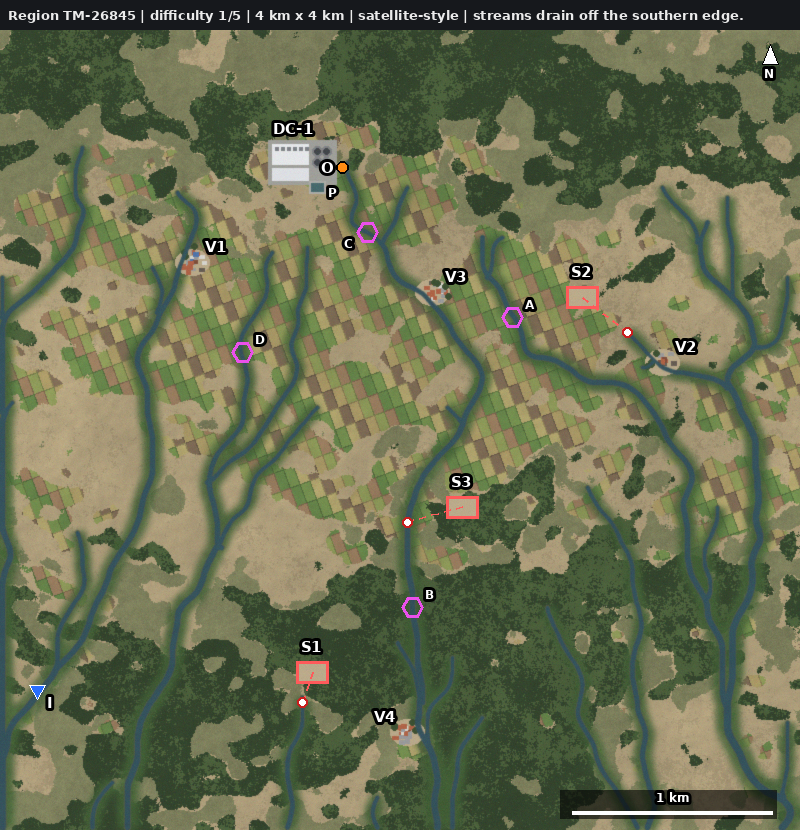 Region TM-26845 | difficulty 1/5 | 4 km x 4 km | satellite-style | streams drain off the southern edge.
N
DC-1
O
P
C
V1
V3
S2
A
D
V2
S3
B
S1
I
V4
1 km